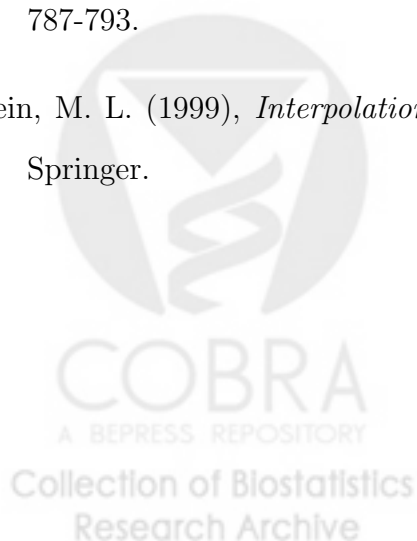 787-793.
ein, M. L. (1999), Interpolation
Springer.
COBRA
A BEPRESS REPOSITORY
Collection of Biostatistics
Research Archive